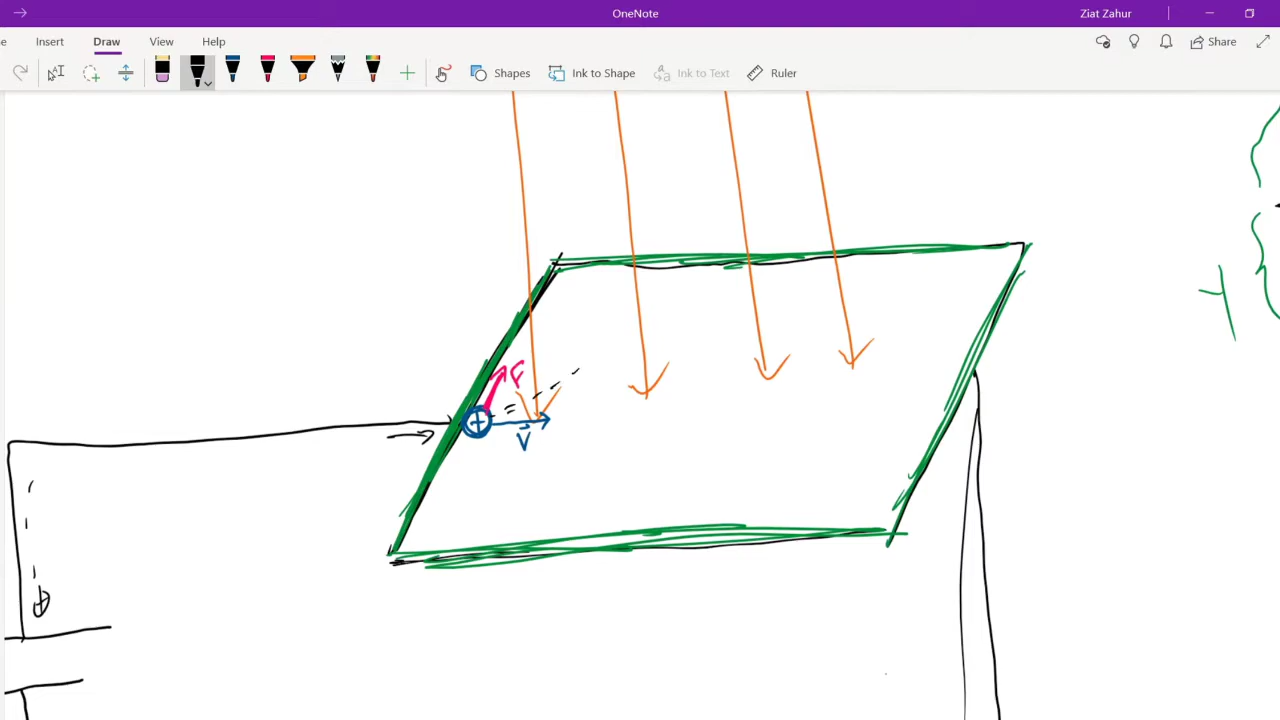 OneNote
Ziat Zahur
Insert Draw View Help
Share
Shapes
Ink to Shape
Ink to Text
Ruler
F
+
V